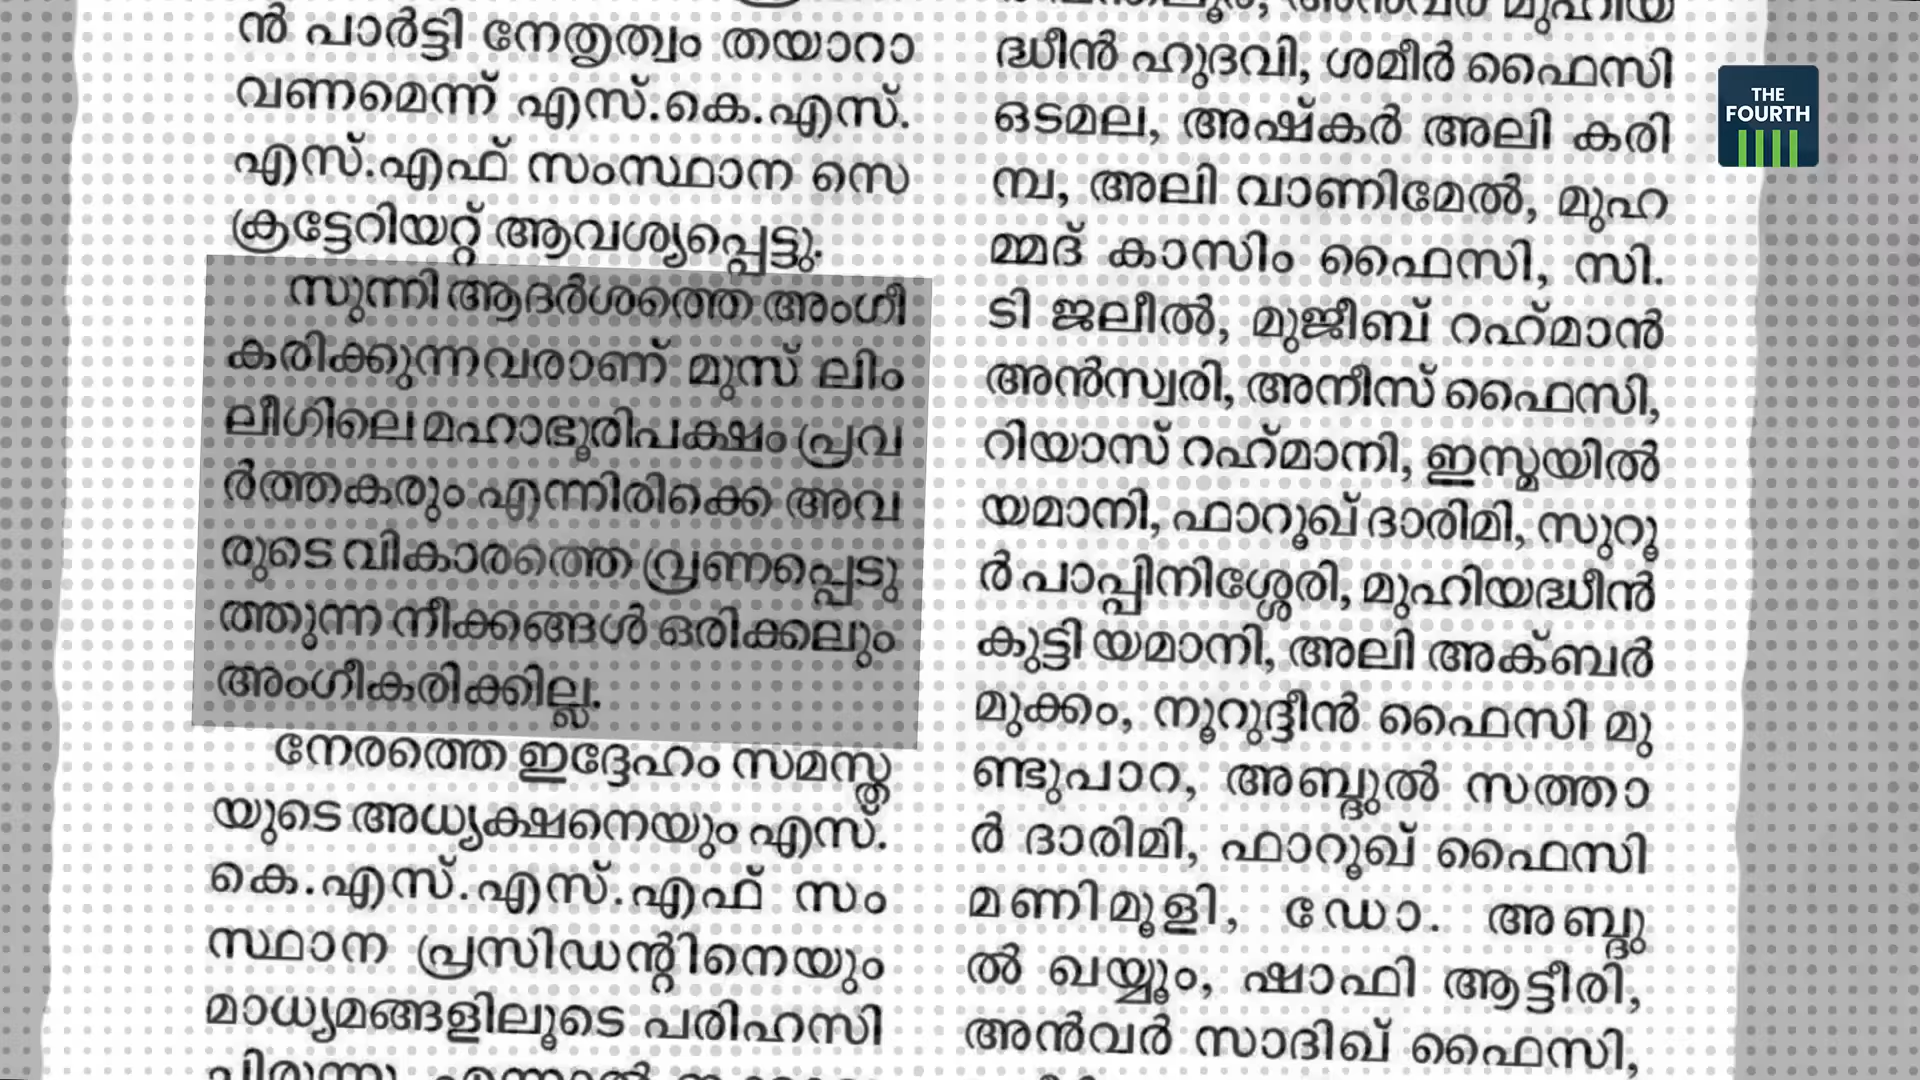 ൻ പാർട്ടി നേതൃത്വം തയാറാ
വണമെന്ന് എസ്.കെ.എസ്.
എസ്.എഫ് സംസ്ഥാന സെ
ക്രട്ടേറിയറ്റ് ആവശ്യപ്പെട്ടു.
സുന്നി ആദർശത്തെ അംഗീ
കരിക്കുന്നവരാണ് മുസ് ലിം
ലീഗിലെ മഹാഭൂരിപക്ഷം പ്രവ
ർത്തകരും എന്നിരിക്കെ അവ
രുടെ വികാരത്തെ വ്രണപ്പെടു
ത്തുന്ന നീക്കങ്ങൾ ഒരിക്കലും
അംഗീകരിക്കില്ല.
നേരത്തെ ഇദ്ദേഹം സമസ്ത
യുടെ അധ്യക്ഷനെയും എസ്.
കെ.എസ്.എസ്.എഫ് സം
സ്ഥാന പ്രസിഡന്റിനെയും
മാധ്യമങ്ങളിലൂടെ പരിഹസി
അൻവർ മുഹിയ
ദ്ധീൻ ഹുദവി, ശമീർ ഫൈസി
ഒടമല, അഷ്കർ അലി കരി
മ്പ, അലി വാണിമേൽ, മുഹ
മ്മദ് കാസിം ഫൈസി, സി.
ടി ജലീൽ, മുജീബ് റഹ്‌മാൻ
അൻസ്വരി, അനീസ് ഫൈസി,
റിയാസ് റഹ്‌മാനി, ഇസ്മയിൽ
യമാനി, ഫാറൂഖ് ദാരിമി, സുറൂ
ർ പാപ്പിനിശ്ശേരി, മുഹിയദ്ധീൻ
കുട്ടി യമാനി, അലി അക്ബർ
മുക്കം, നൂറുദ്ദീൻ ഫൈസി മു
ണ്ടുപാറ, അബ്ദുൽ സത്താ
ർ ദാരിമി, ഫാറൂഖ് ഫൈസി
മണിമൂളി, ഡോ. അബ്ദു
ൽ ഖയ്യും, ഷാഫി ആട്ടീരി,
അൻവർ സാദിഖ് ഫൈസി,
THE
FOURTH